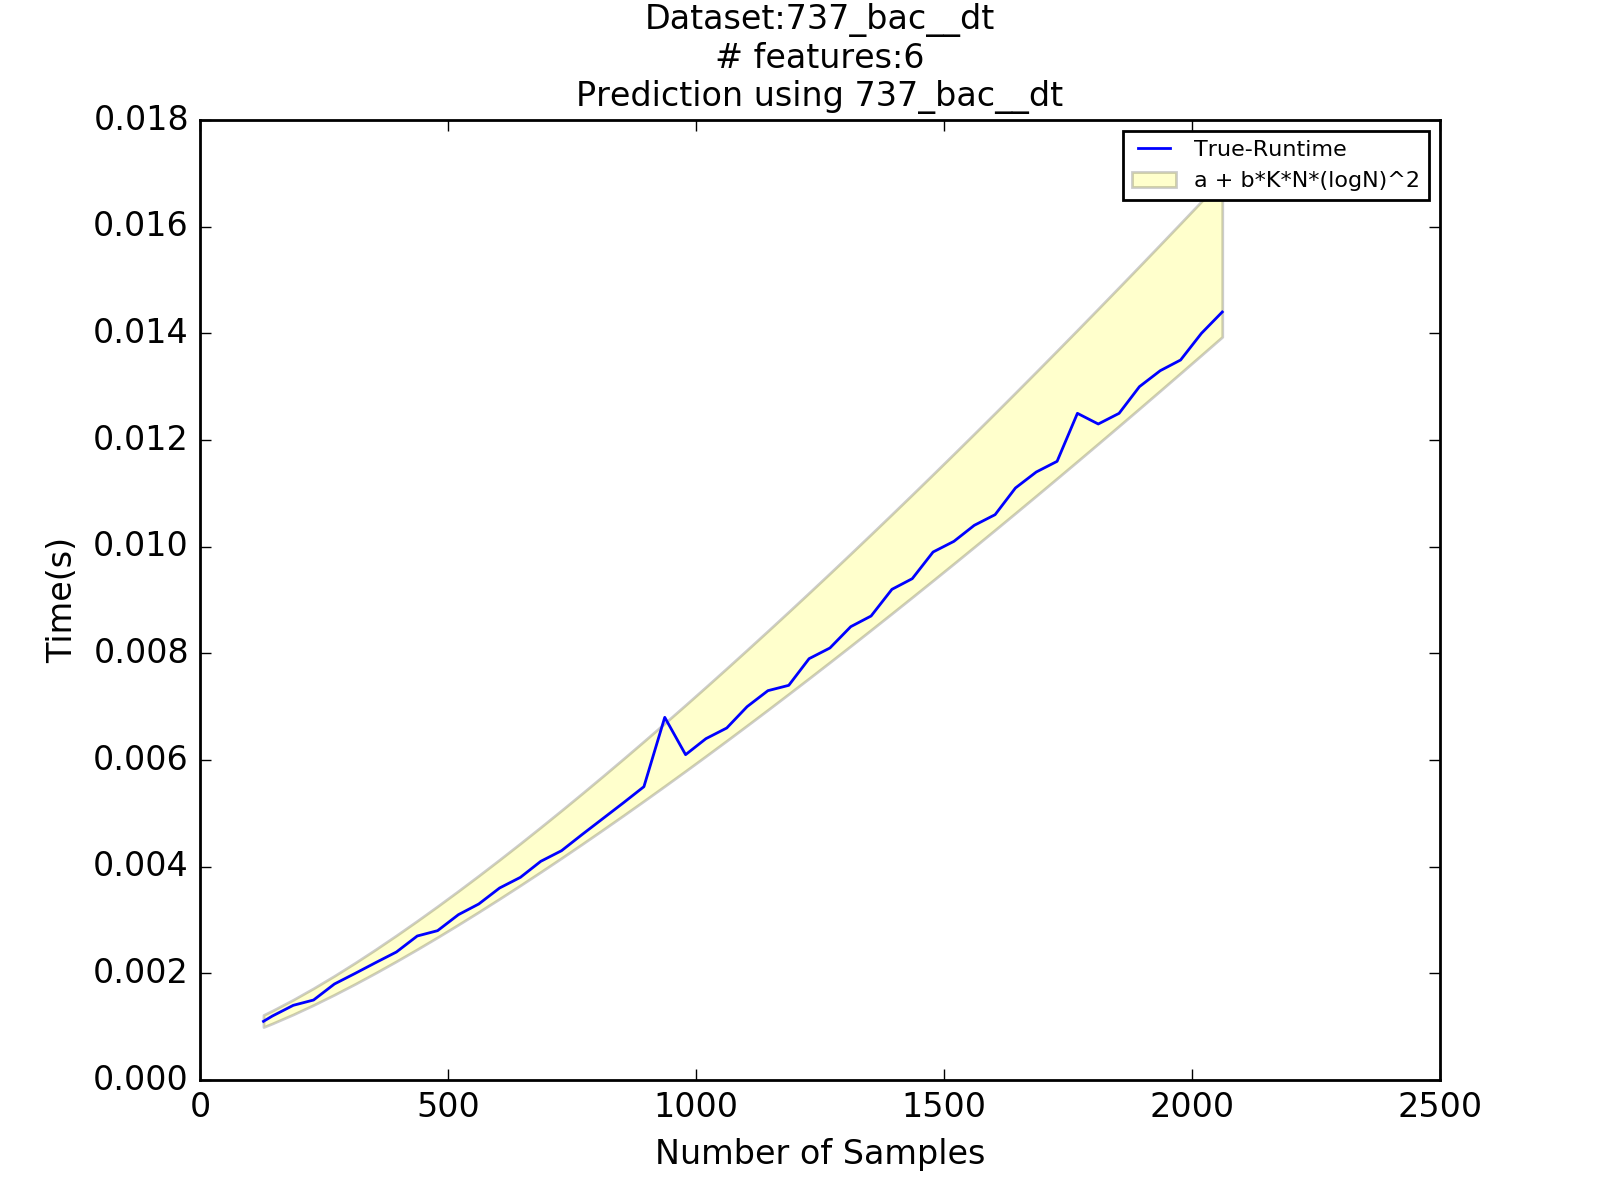 Dataset:737_bac__dt
# features:6
Prediction using 737_bac__dt
0.018
0.016
0.014
0.012
0.010
0.008
0.006
0.004
0.002
0.000
Time(s)
True-Runtime
a + b*K*N*(logN)^2
0 500 1000 1500 2000 2500
Number of Samples